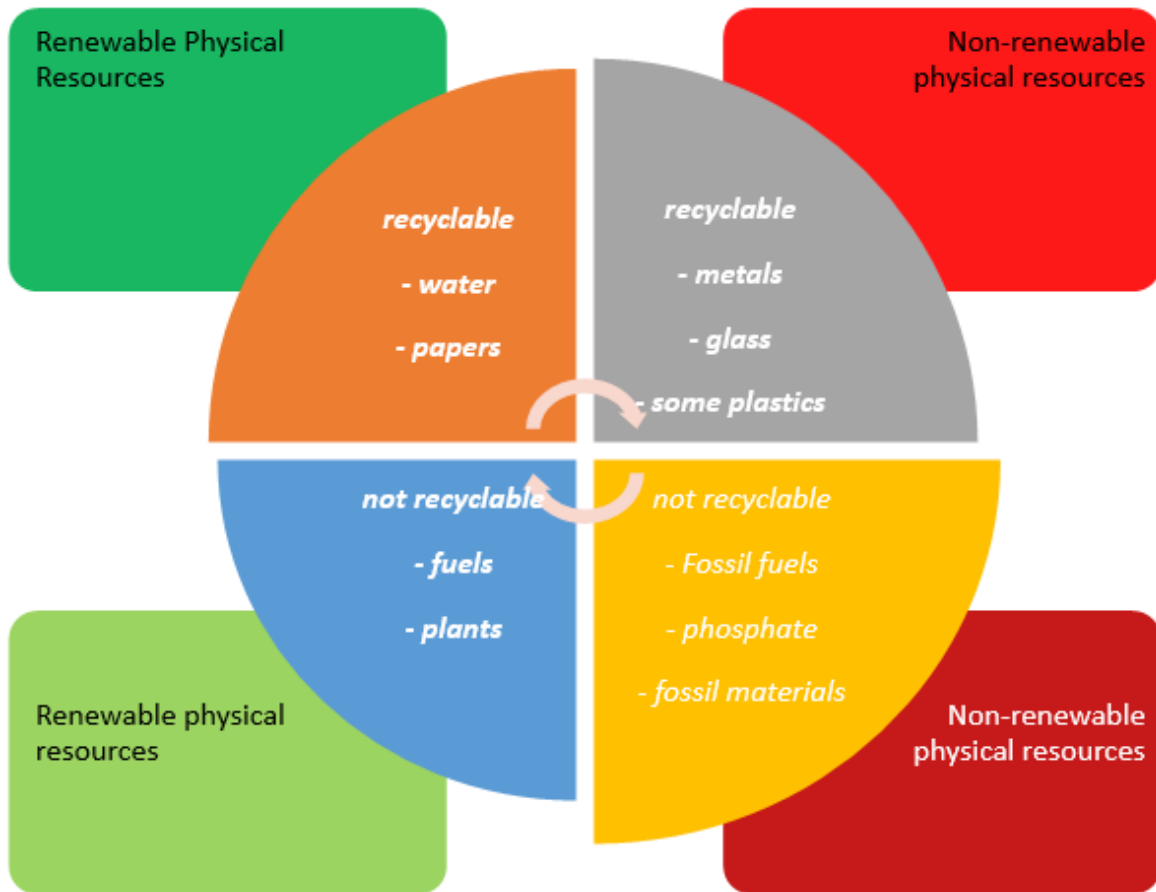 Renewable Physical
Resources
Non-renewable
physical resources
recyclable
- water
- papers
recyclable
- metals
- glass
- some plastics
not recyclable
- fuels
- plants
not recyclable
- Fossil fuels
- phosphate
- fossil materials
Renewable physical
resources
Non-renewable
physical resources